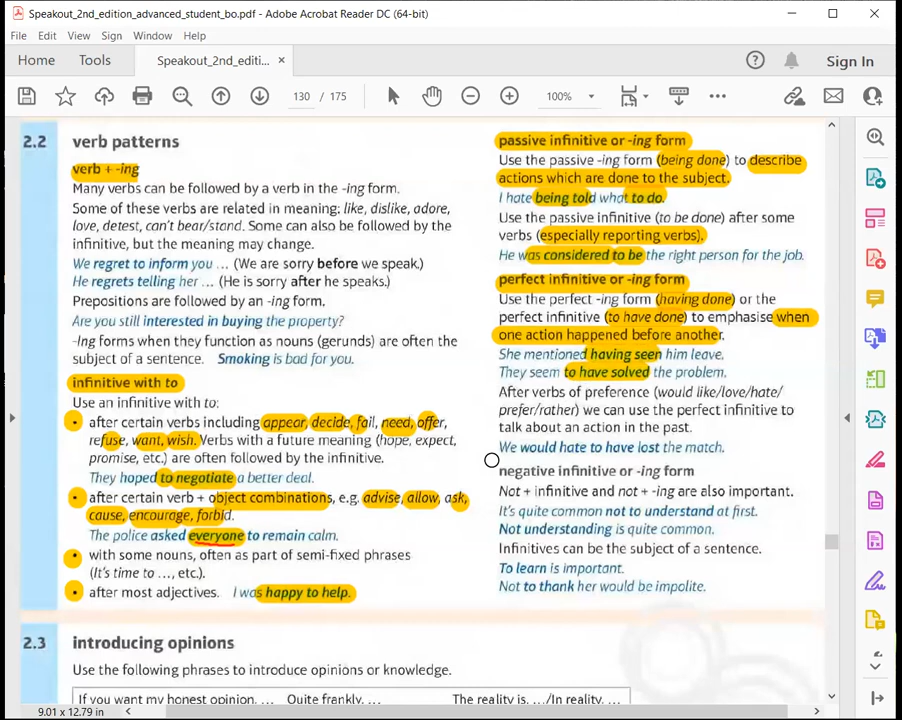 Speakout_2nd_edition_advanced_student_bo.pdf - Adobe Acrobat Reader DC (64-bit)
File Edit View Sign Window Help
Home Tools Speakout_2nd_editi... × Sign In
130 / 175 100%
2.2 verb patterns
verb + -ing
Many verbs can be followed by a verb in the -ing form.
Some of these verbs are related in meaning; like, dislike, adore,
love, detest, can't bear/stand. Some can also be followed by the
infinitive, but the meaning may change.
We regret to inform you ... (We are sorry before we speak.)
He regrets telling her ... (He is sorry after he speaks.)
Prepositions are followed by an -ing form.
Are you still interested in buying the property?
-ing forms when they function as nouns (gerunds) are often the
subject of a sentence. Smoking is bad for you.
infinitive with to
Use an infinitive with to:
• after certain verbs including appear, decide, fail, need, offer,
refuse, want, wish. Verbs with a future meaning (hope, expect,
promise, etc.) are often followed by the infinitive.
They hoped to negotiate a better deal.
• after certain verb + object combinations, e.g. advise, allow, ask,
cause, encourage, forbid.
The police asked everyone to remain calm.
• with some nouns, often as part of semi-fixed phrases
(It's time to ..., etc.).
• after most adjectives. I was happy to help.
passive infinitive or -ing form
Use the passive -ing form (being done) to describe
actions which are done to the subject.
I hate being told what to do.
Use the passive infinitive (to be done) after some
verbs (especially reporting verbs).
He was considered to be the right person for the job.
perfect infinitive or -ing form
Use the perfect -ing form (having done) or the
perfect infinitive (to have done) to emphasise when
one action happened before another.
She mentioned having seen him leave.
They seem to have solved the problem.
After verbs of preference (would like/love/hate/
prefer/rather) we can use the perfect infinitive to
talk about an action in the past.
We would hate to have lost the match.
negative infinitive or -ing form
Not + infinitive and not + -ing are also important.
It's quite common not to understand at first.
Not understanding is quite common.
Infinitives can be the subject of a sentence.
To learn is important.
Not to thank her would be impolite.
2.3 introducing opinions
Use the following phrases to introduce opinions or knowledge.
If you want my honest opinion, ... Quite frankly, ... The reality is, .../In reality, ...
9.01 x 12.79 in